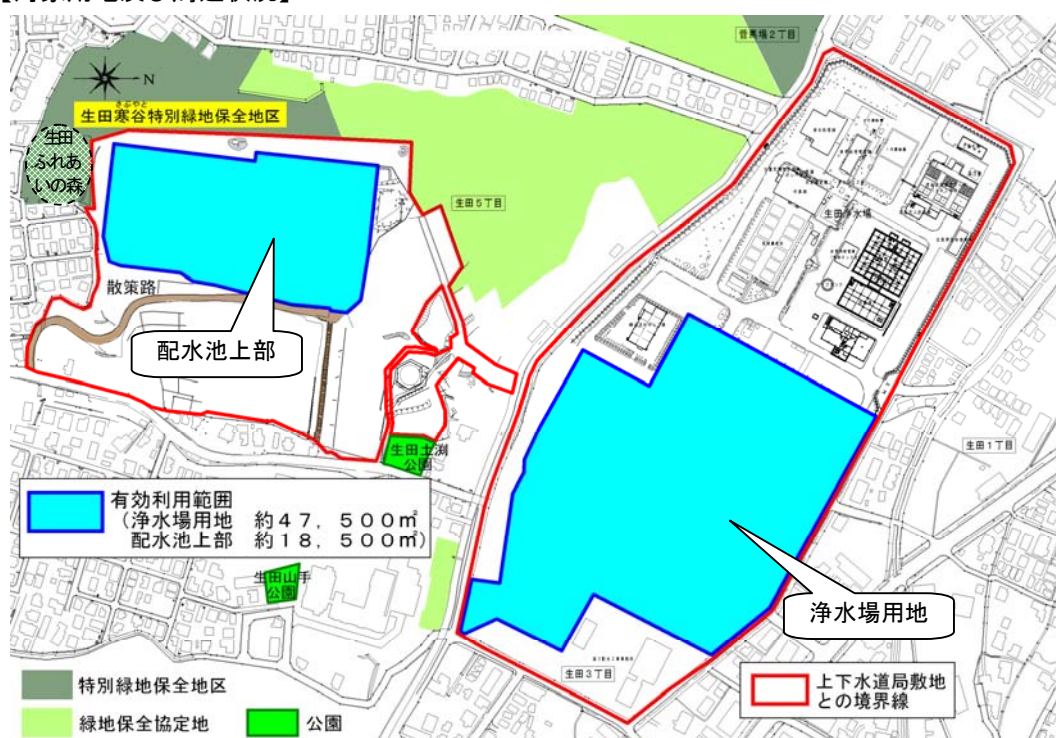 菅馬場2丁目
N
さぶやと
生田寒谷特別緑地保全地区
生田
ふれあ
いの森
生田5丁目
生田浄水場
散策路
配水池上部
生田1丁目
生田土渕
公園
有効利用範囲
(浄水場用地 約47,500㎡
配水池上部 約18,500㎡)
生田山手
公園
浄水場用地
生田3丁目
特別緑地保全地区
緑地保全協定地
公園
上下水道局敷地
との境界線